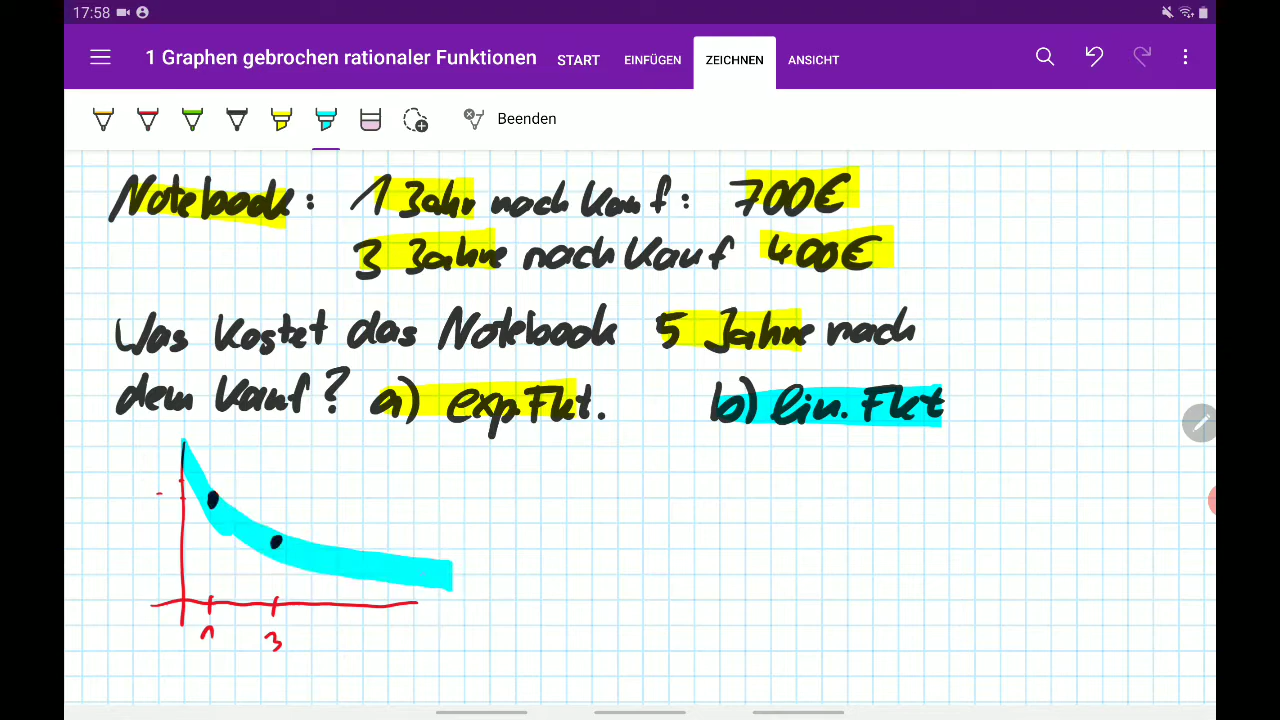 17:58
1 Graphen gebrochen rationaler Funktionen START EINFÜGEN ZEICHNEN ANSICHT
Beenden
Notebook: 1 Jahr nach Kauf: 700€
3 Jahre nach Kauf 400€
Was kostet das Notebook 5 Jahre nach
dem Kauf? a) exp.Fkt. b) lin. Fkt
1 3